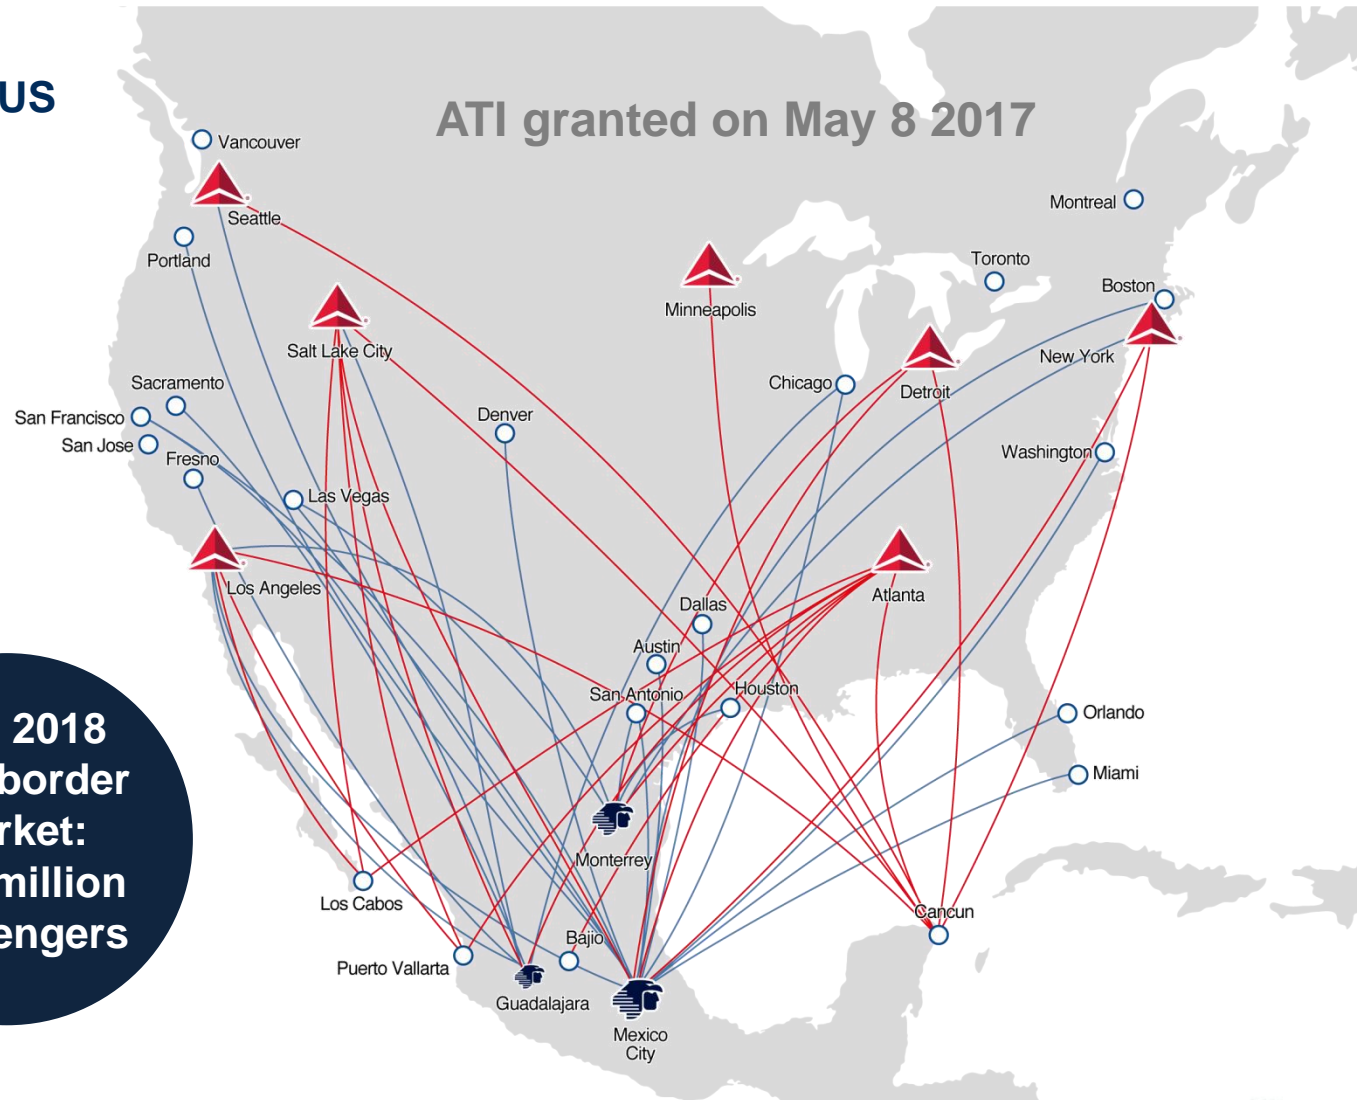 US
ATI granted on May 8 2017
Vancouver
Seattle
Portland
Montreal
Toronto
Boston
Minneapolis
Salt Lake City
New York
Detroit
Chicago
Sacramento
San Francisco
San Jose
Fresno
Denver
Washington
Las Vegas
Los Angeles
Atlanta
Dallas
Austin
San Antonio
Houston
Orlando
Miami
2018
border
rket:
million
engers
Monterrey
Los Cabos
Cancun
Bajio
Puerto Vallarta
Guadalajara
Mexico
City